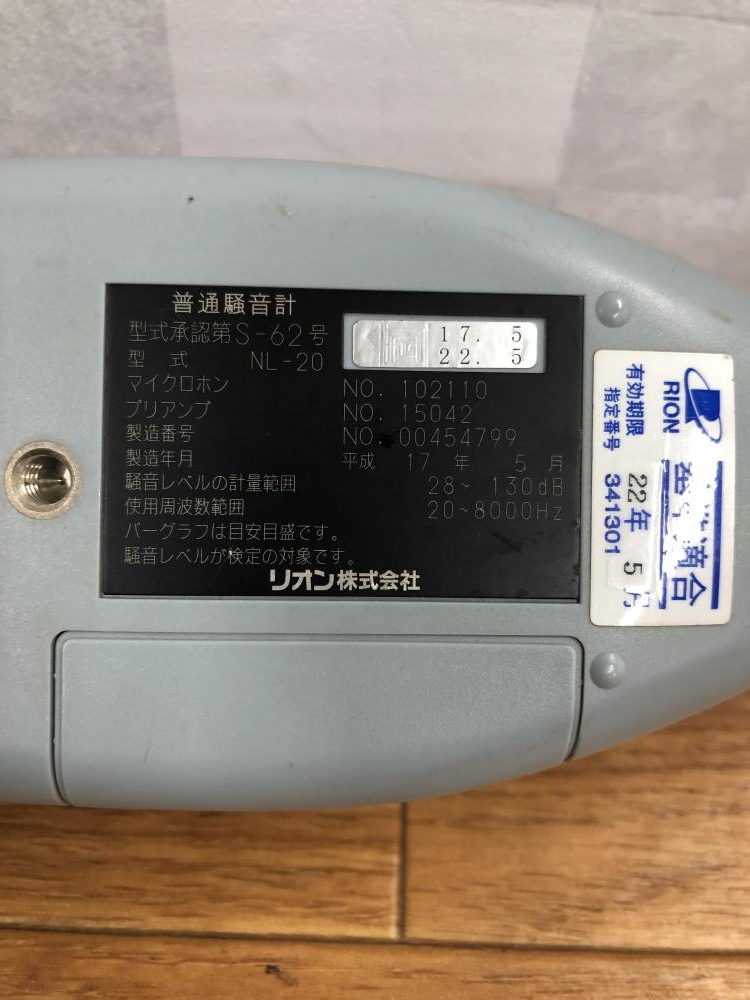 普通騒音計
型式承認第S-62号
17. 5
22. 5
型式 NL-20
マイクロホン NO. 102110
プリアンプ NO. 15042
製造番号 NO. 00454799
製造年月 平成 17 年 5 月
騒音レベルの計量範囲 28~ 130dB
使用周波数範囲 20~8000Hz
バーグラフは目安目盛です。
騒音レベルが検定の対象です。
リオン株式会社
RION
適合
有効期限 22年 5月
指定番号 341301